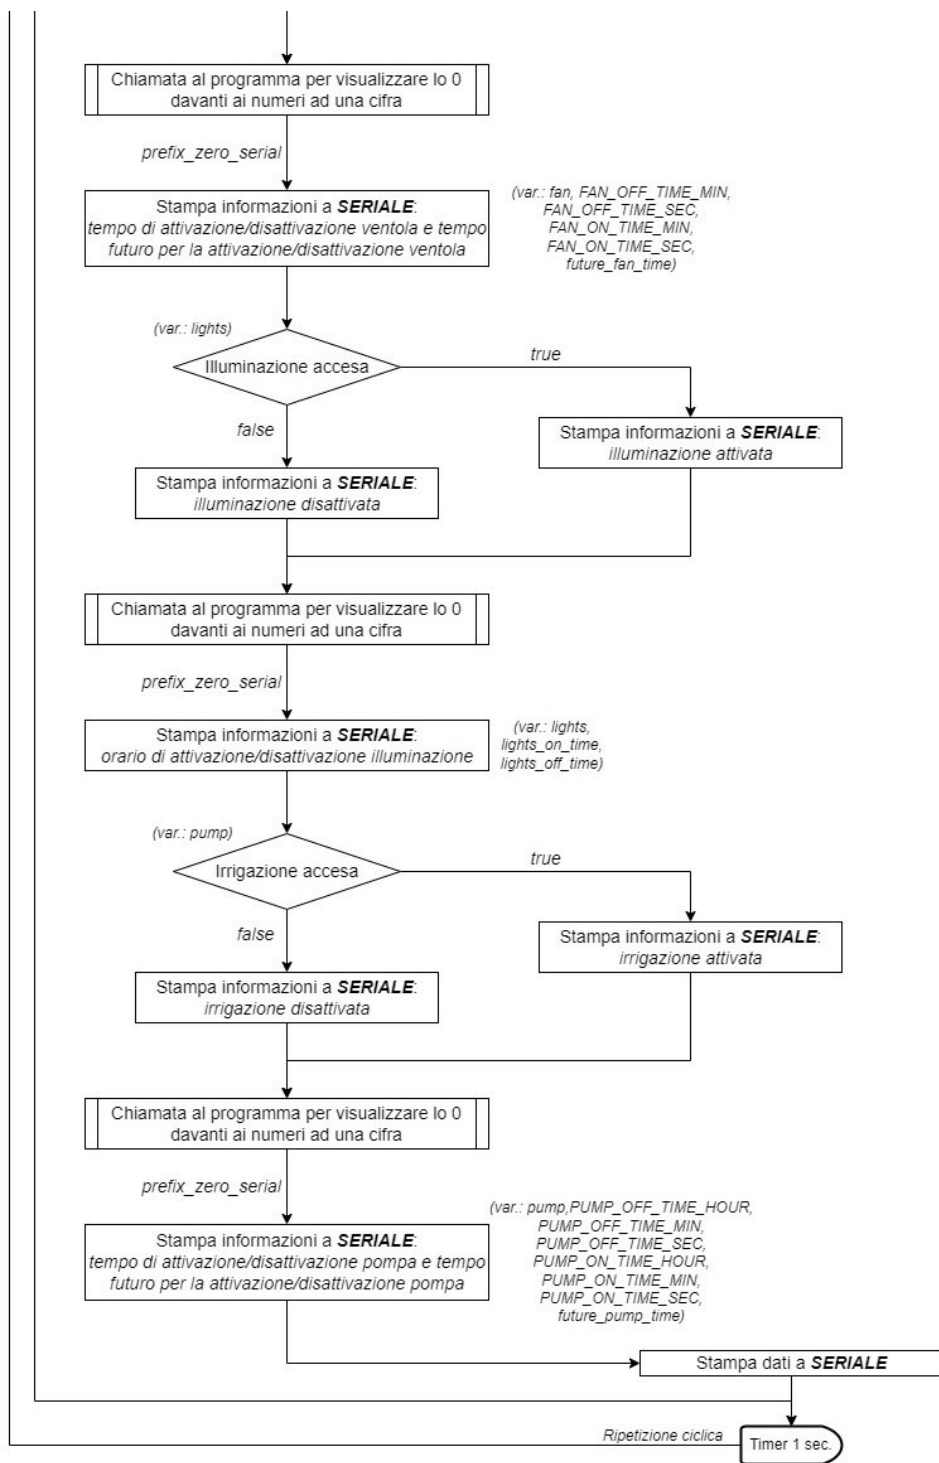 Chiamata al programma per visualizzare lo 0
davanti ai numeri ad una cifra
prefix_zero_serial
Stampa informazioni a SERIALE:
tempo di attivazione/disattivazione ventola e tempo
futuro per la attivazione/disattivazione ventola
(var.: fan, FAN_OFF_TIME_MIN,
FAN_OFF_TIME_SEC,
FAN_ON_TIME_MIN,
FAN_ON_TIME_SEC,
future_fan_time)
(var.: lights)
Illuminazione accesa
true
false
Stampa informazioni a SERIALE:
illuminazione attivata
Stampa informazioni a SERIALE:
illuminazione disattivata
Chiamata al programma per visualizzare lo 0
davanti ai numeri ad una cifra
prefix_zero_serial
Stampa informazioni a SERIALE:
orario di attivazione/disattivazione illuminazione
(var.: lights,
lights_on_time,
lights_off_time)
(var.: pump)
Irrigazione accesa
true
false
Stampa informazioni a SERIALE:
irrigazione attivata
Stampa informazioni a SERIALE:
irrigazione disattivata
Chiamata al programma per visualizzare lo 0
davanti ai numeri ad una cifra
prefix_zero_serial
Stampa informazioni a SERIALE:
tempo di attivazione/disattivazione pompa e tempo
futuro per la attivazione/disattivazione pompa
(var.: pump,PUMP_OFF_TIME_HOUR,
PUMP_OFF_TIME_MIN,
PUMP_OFF_TIME_SEC,
PUMP_ON_TIME_HOUR,
PUMP_ON_TIME_MIN,
PUMP_ON_TIME_SEC,
future_pump_time)
Stampa dati a SERIALE
Ripetizione ciclica
Timer 1 sec.